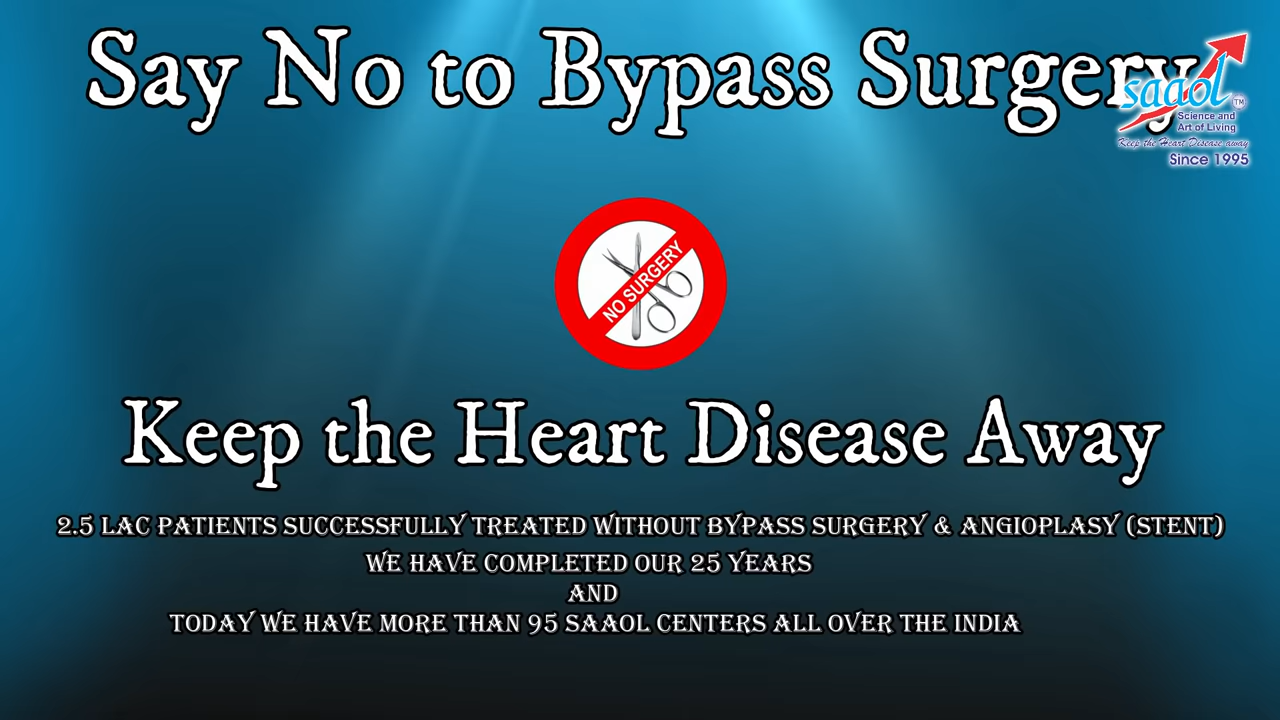 Say No to Bypass Surgery
saaol TM
Science and
Art of Living
Keep the Heart Disease away
Since 1995
NO SURGERY
Keep the Heart Disease Away
2.5 LAC PATIENTS SUCCESSFULLY TREATED WITHOUT BYPASS SURGERY & ANGIOPLASY (STENT)
WE HAVE COMPLETED OUR 25 YEARS
AND
TODAY WE HAVE MORE THAN 95 SAAOL CENTERS ALL OVER THE INDIA